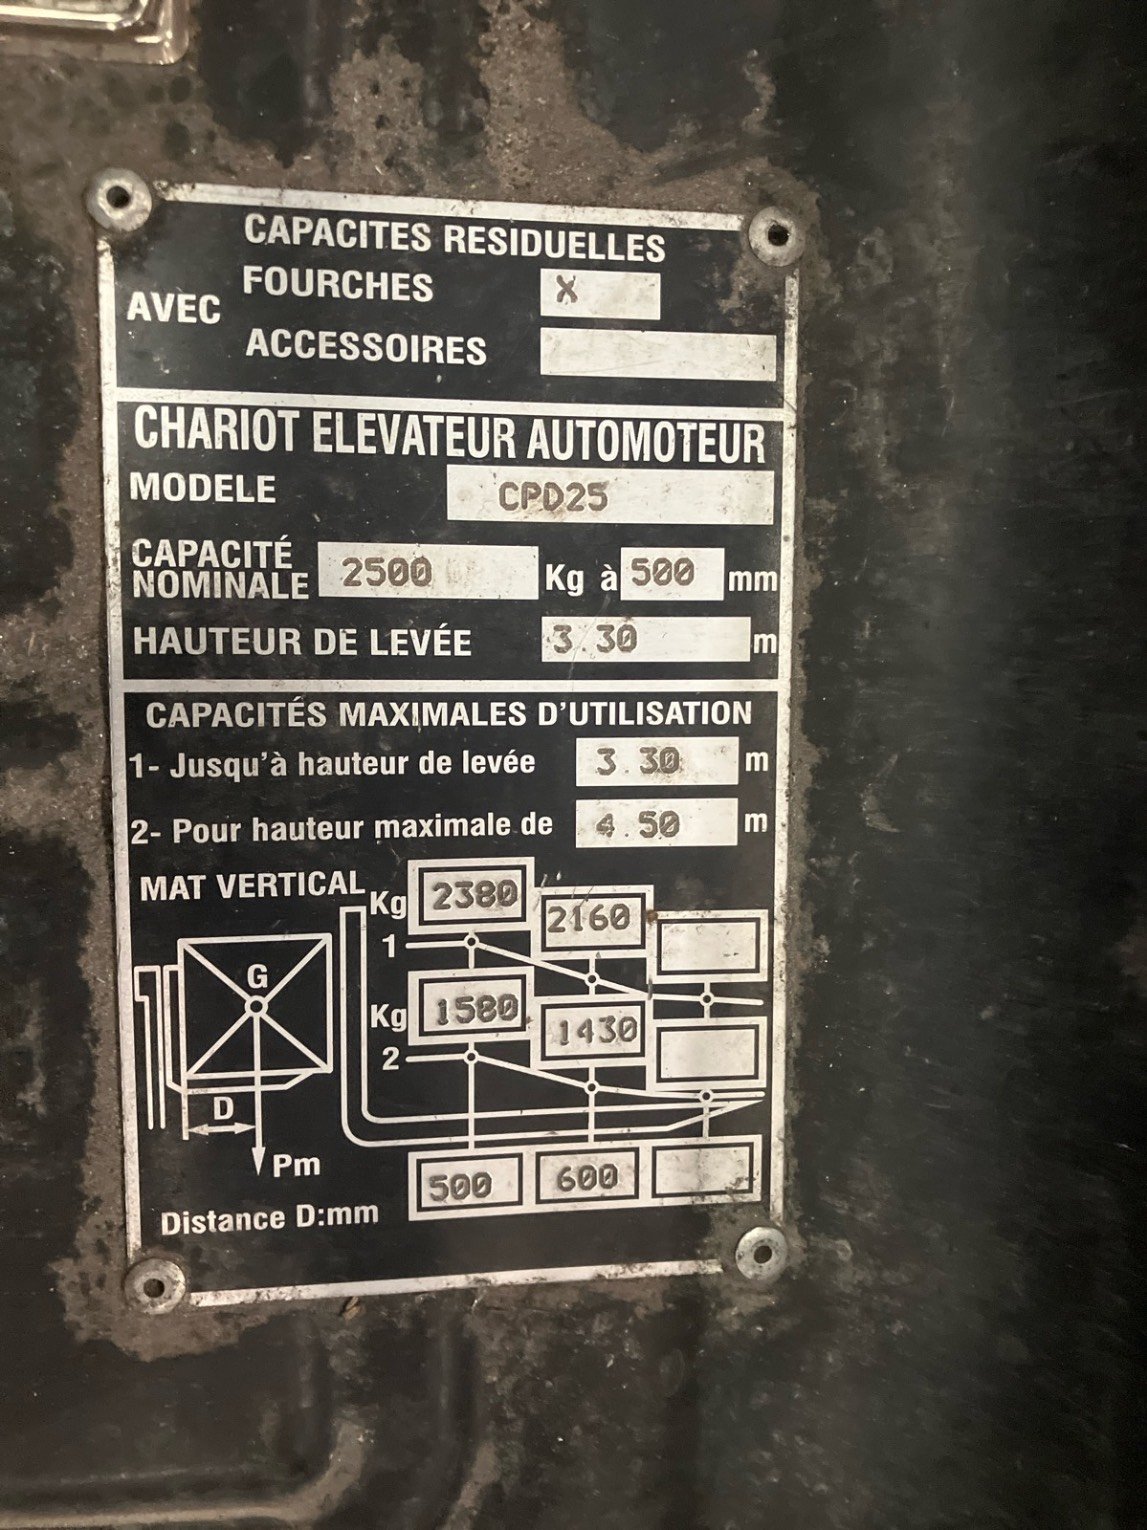 CAPACITES RESIDUELLES
AVEC FOURCHES X
ACCESSOIRES
CHARIOT ELEVATEUR AUTOMOTEUR
MODELE CPD25
CAPACITÉ NOMINALE 2500 Kg à 500 mm
HAUTEUR DE LEVÉE 3.30 m
CAPACITÉS MAXIMALES D'UTILISATION
1- Jusqu'à hauteur de levée 3.30 m
2- Pour hauteur maximale de 4.50 m
MAT VERTICAL
Kg 2380 2160
1
G
Kg 1580 1430
2
D
Pm
500 600
Distance D:mm